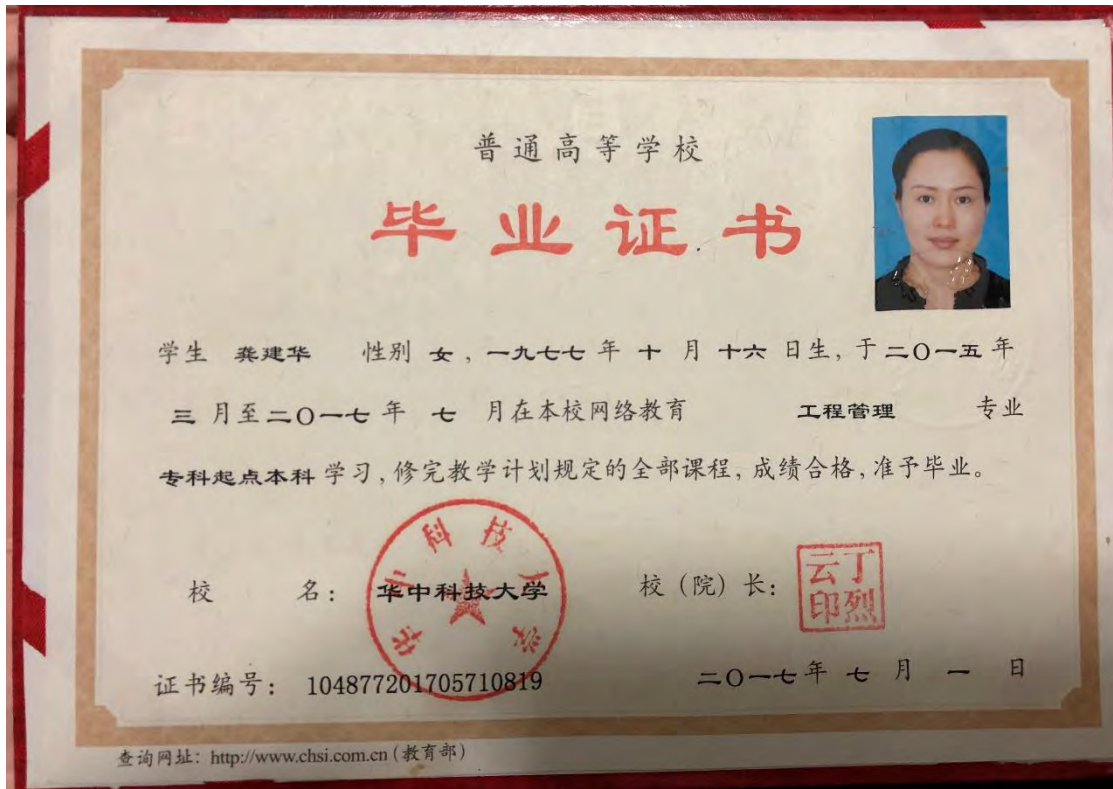 普通高等学校
毕业证书
学生 龚建华 性别 女，一九七七 年 十 月 十六 日生，于 二〇一五 年
三 月至 二〇一七 年 七 月在本校网络教育 工程管理 专业
专科起点本科 学习，修完教学计划规定的全部课程，成绩合格，准予毕业。
校 名： 华中科技大学 校（院）长： 丁烈云印
华中科技大学
证书编号： 104877201705710819 二〇一七 年 七 月 一 日
查询网址：http://www.chsi.com.cn（教育部）